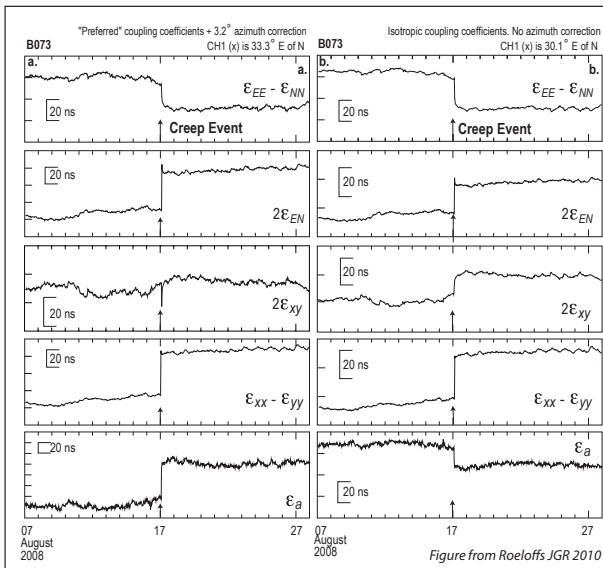 "Preferred" coupling coefficients + 3.2° azimuth correction
B073 CH1 (x) is 33.3° E of N
a. a.
εEE - εNN
20 ns
Creep Event
20 ns
2εEN
2εxy
20 ns
20 ns
εxx - εyy
20 ns
εa
07 17 27
August
2008
Isotropic coupling coefficients. No azimuth correction
B073 CH1 (x) is 30.1° E of N
b. b.
εEE - εNN
20 ns
Creep Event
20 ns
2εEN
20 ns
2εxy
20 ns
εxx - εyy
εa
20 ns
07 17 27
August
2008
Figure from Roeloffs JGR 2010